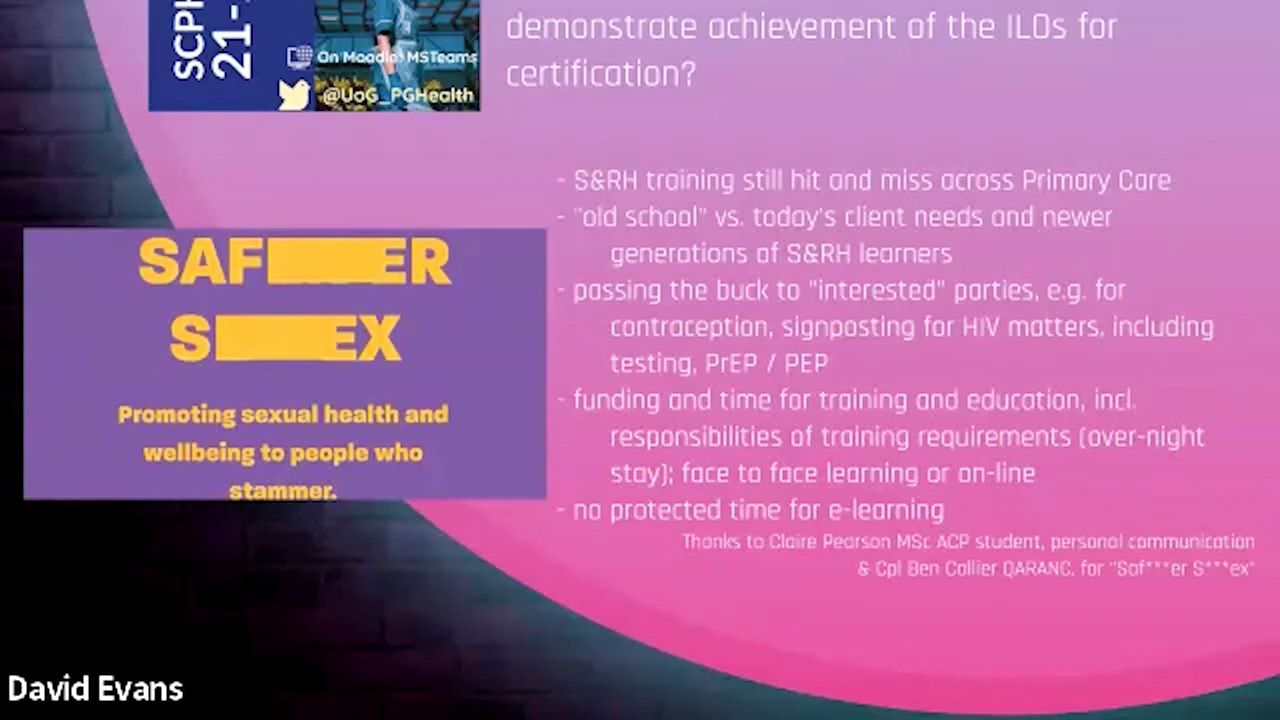 SCPH
21-
On Moodle! MSTeams
@UoG_PGHealth
demonstrate achievement of the ILOs for
certification?
- S&RH training still hit and miss across Primary Care
- "old school" vs. today's client needs and newer
generations of S&RH learners
- passing the buck to "interested" parties, e.g. for
contraception, signposting for HIV matters, including
testing, PrEP / PEP
- funding and time for training and education, incl.
responsibilities of training requirements (over-night
stay); face to face learning or on-line
- no protected time for e-learning
Thanks to Claire Pearson MSc ACP student, personal communication
& Cpl Ben Collier QARANC. for "Saf***er S***ex"
SAF ER
S EX
Promoting sexual health and
wellbeing to people who
stammer.
David Evans